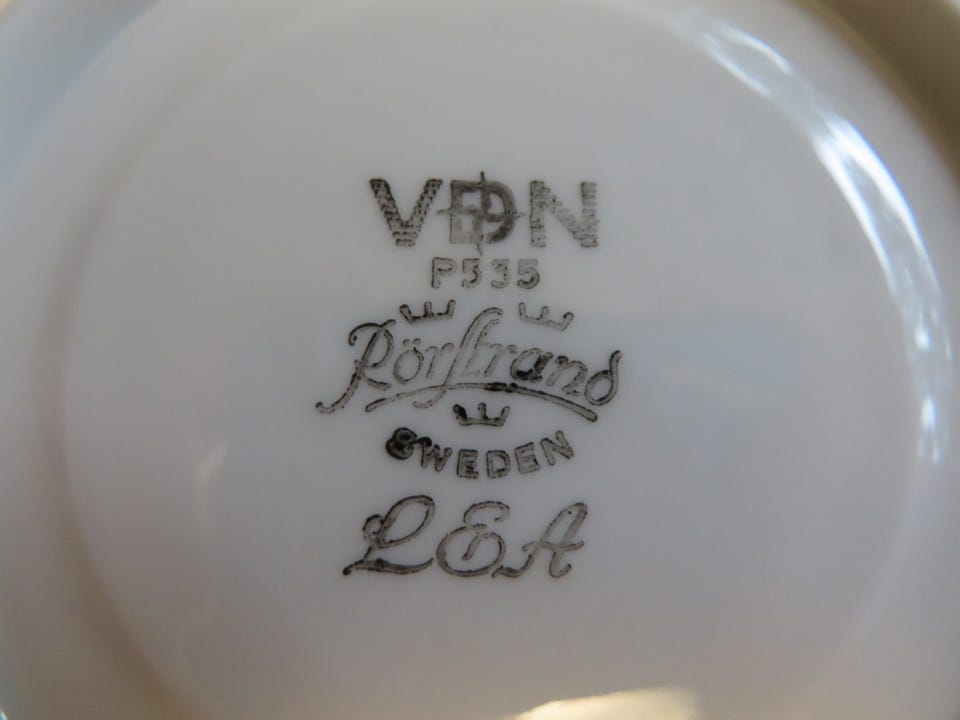 VDN
P535
Rörstrand
SWEDEN
LEA